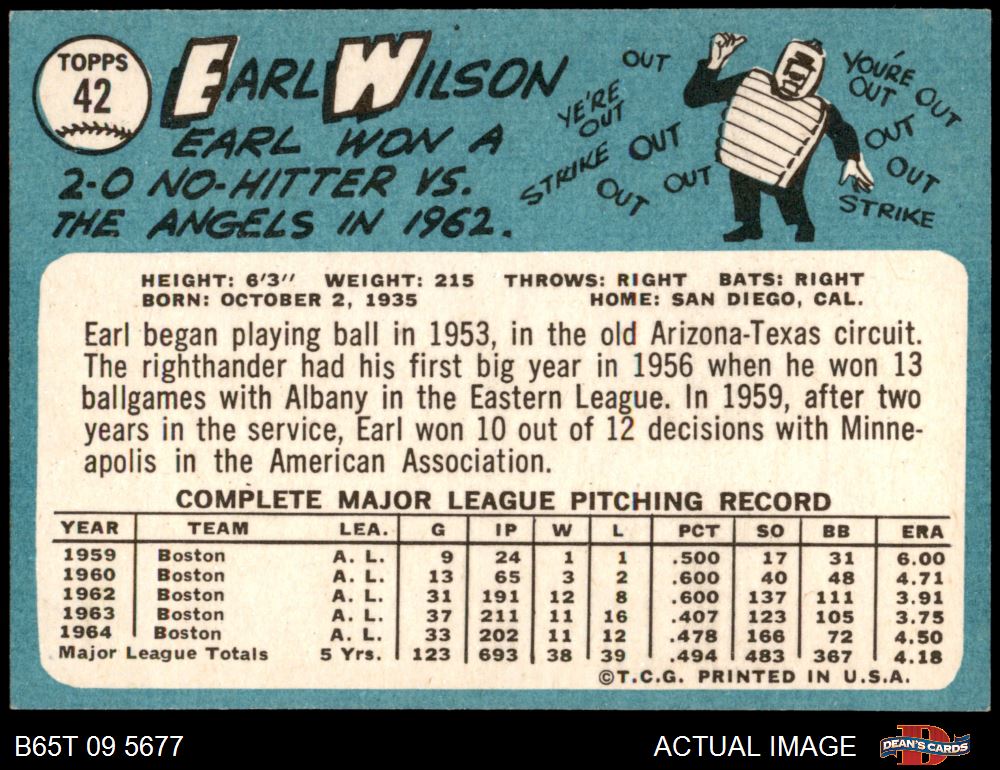 TOPPS
42
EARL WILSON
EARL WON A
2-0 NO-HITTER VS.
THE ANGELS IN 1962.
OUT
YE'RE
OUT
STRIKE
OUT
OUT
OUT
YOU'RE
OUT
OUT
OUT
OUT
STRIKE
HEIGHT: 6'3" WEIGHT: 215 THROWS: RIGHT BATS: RIGHT
BORN: OCTOBER 2, 1935 HOME: SAN DIEGO, CAL.
Earl began playing ball in 1953, in the old Arizona-Texas circuit.
The righthander had his first big year in 1956 when he won 13
ballgames with Albany in the Eastern League. In 1959, after two
years in the service, Earl won 10 out of 12 decisions with Minne-
apolis in the American Association.
COMPLETE MAJOR LEAGUE PITCHING RECORD
YEAR TEAM LEA. G IP W L PCT SO BB ERA
1959 Boston A. L. 9 24 1 1 .500 17 31 6.00
1960 Boston A. L. 13 65 3 2 .600 40 48 4.71
1962 Boston A. L. 31 191 12 8 .600 137 111 3.91
1963 Boston A. L. 37 211 11 16 .407 123 105 3.75
1964 Boston A. L. 33 202 11 12 .478 166 72 4.50
Major League Totals 5 Yrs. 123 693 38 39 .494 483 367 4.18
©T.C.G. PRINTED IN U.S.A.
B65T 09 5677
ACTUAL IMAGE
D
DEAN'S CARDS